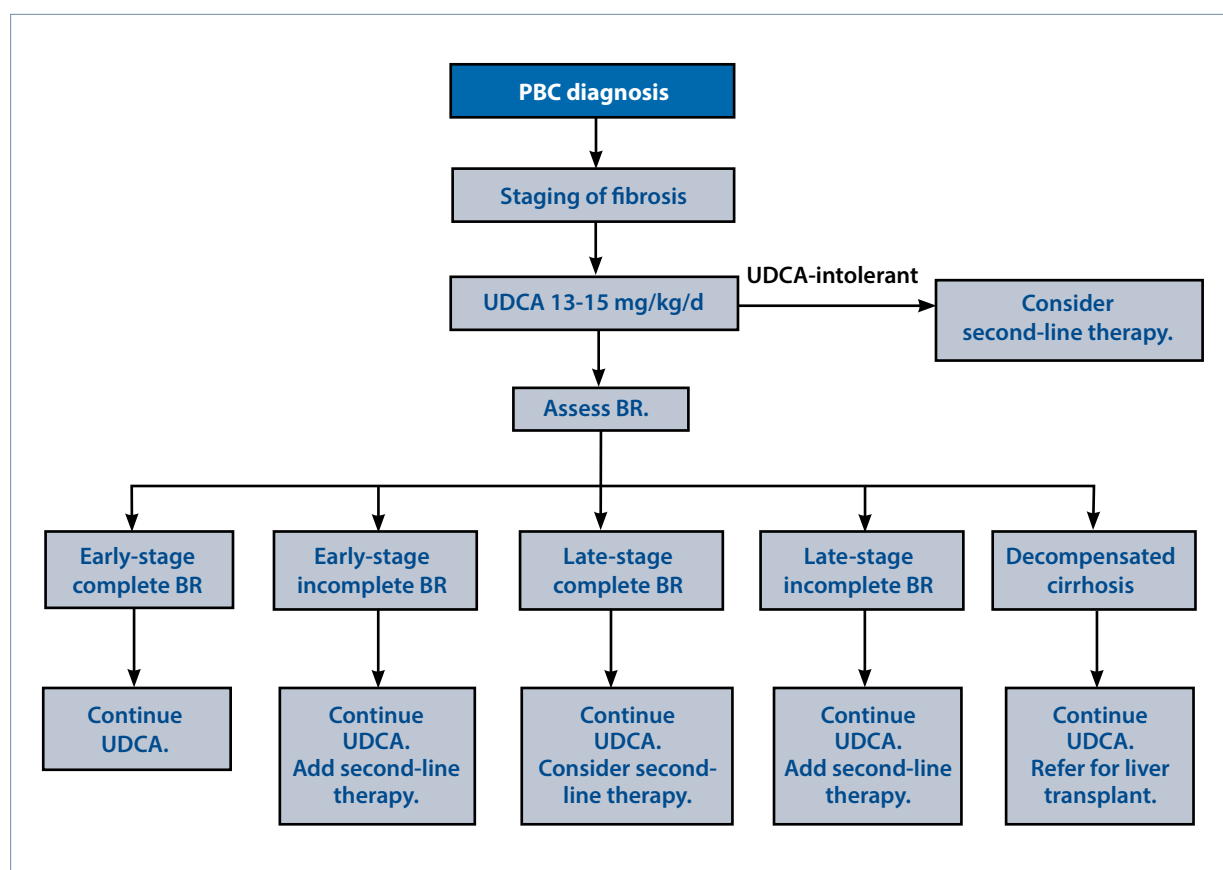 PBC diagnosis
Staging of fibrosis
UDCA 13-15 mg/kg/d
UDCA-intolerant
Consider
second-line therapy.
Assess BR.
Early-stage
complete BR
Early-stage
incomplete BR
Late-stage
complete BR
Late-stage
incomplete BR
Decompensated
cirrhosis
Continue
UDCA.
Continue
UDCA.
Add second-line
therapy.
Continue
UDCA.
Consider second-
line therapy.
Continue
UDCA.
Add second-line
therapy.
Continue
UDCA.
Refer for liver
transplant.